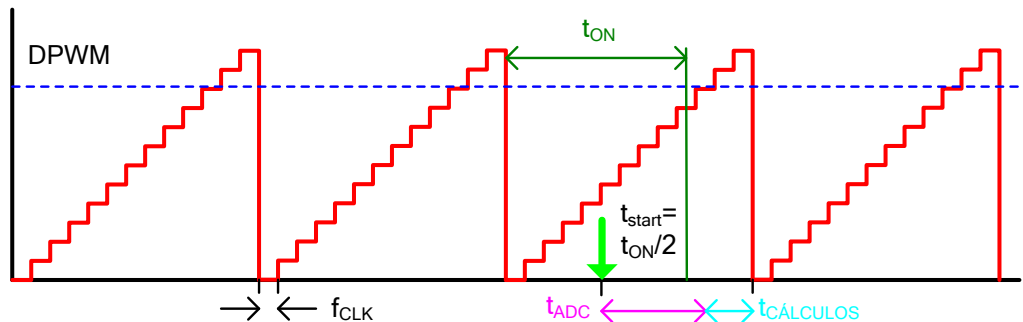 DPWM
tON
tstart=
tON/2
fCLK
tADC
tCÁLCULOS